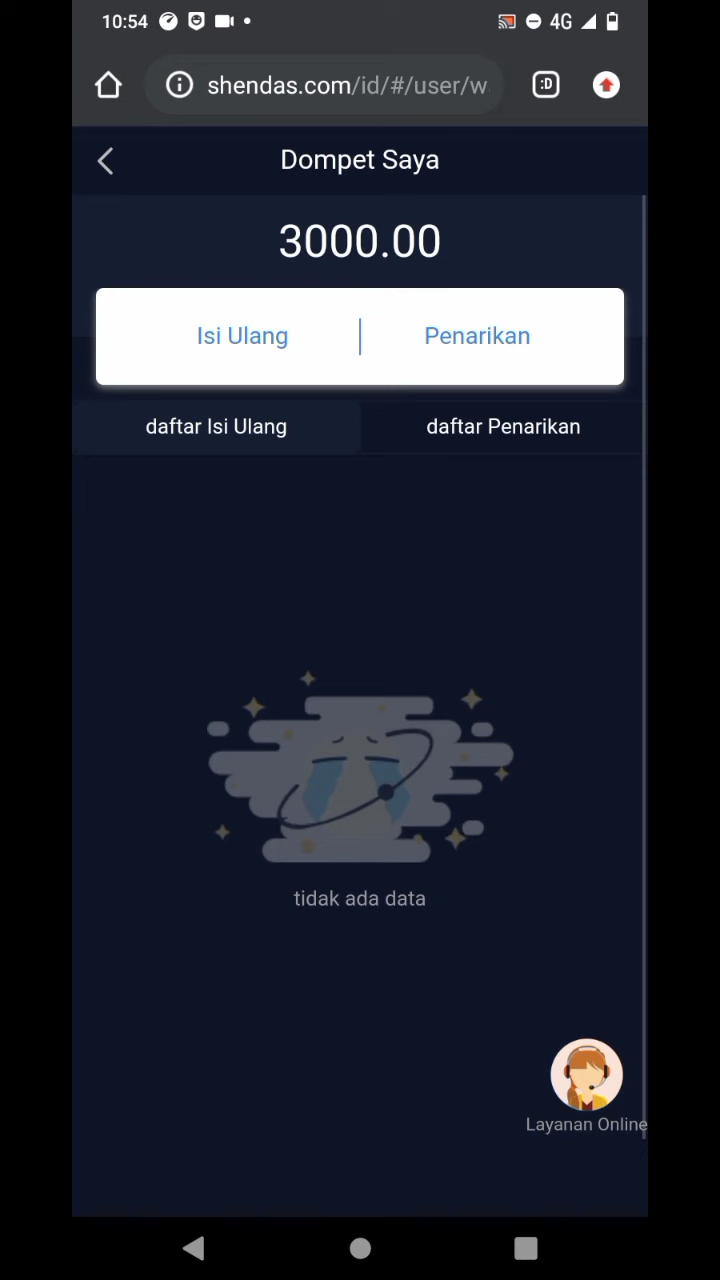 10:54
4G
shendas.com/id/#/user/w
:D
Dompet Saya
3000.00
Isi Ulang
Penarikan
daftar Isi Ulang
daftar Penarikan
tidak ada data
Layanan Online